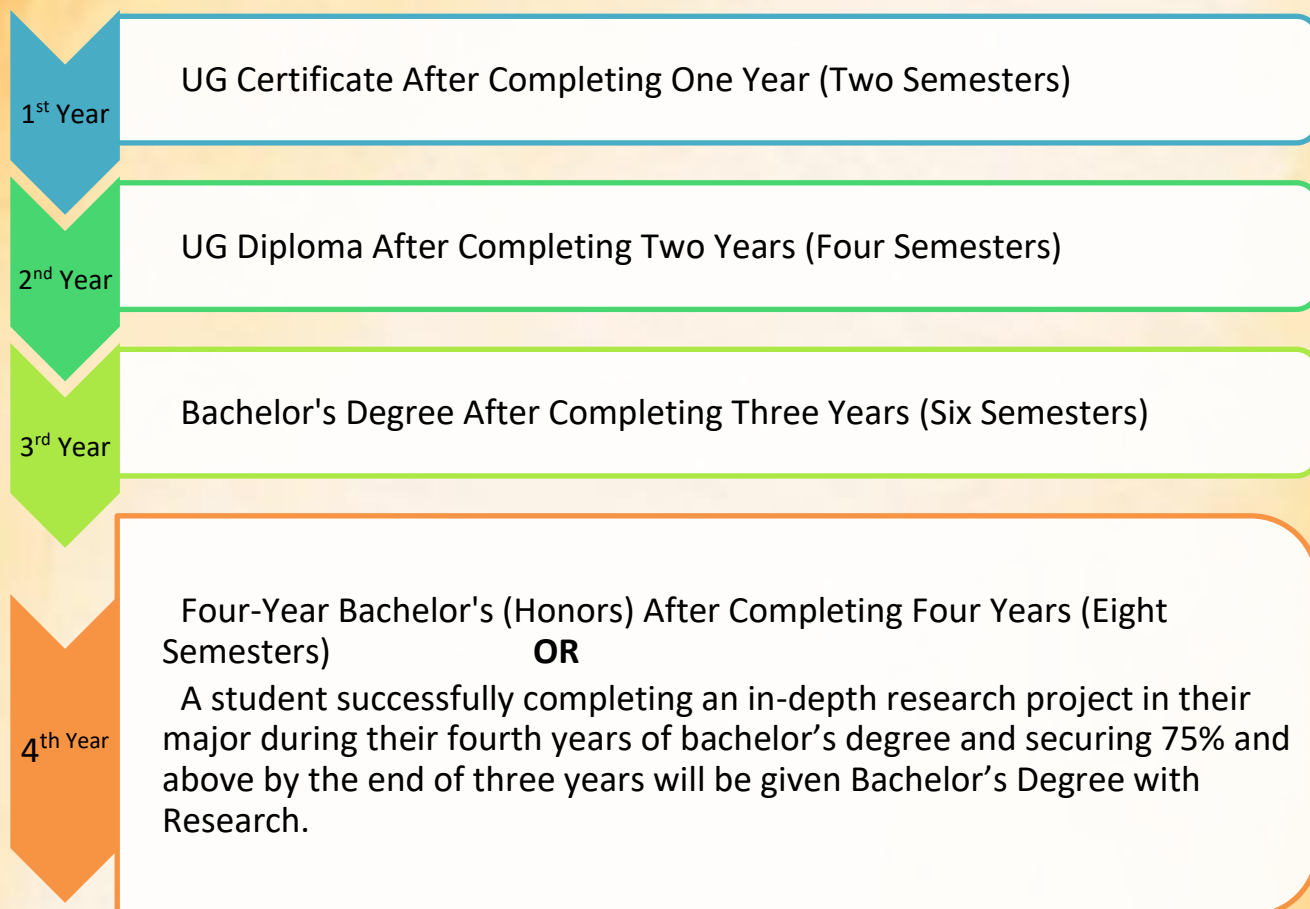 1st Year
UG Certificate After Completing One Year (Two Semesters)
2nd Year
UG Diploma After Completing Two Years (Four Semesters)
3rd Year
Bachelor's Degree After Completing Three Years (Six Semesters)
4th Year
Four-Year Bachelor's (Honors) After Completing Four Years (Eight
Semesters) OR
A student successfully completing an in-depth research project in their
major during their fourth years of bachelor’s degree and securing 75% and
above by the end of three years will be given Bachelor’s Degree with
Research.